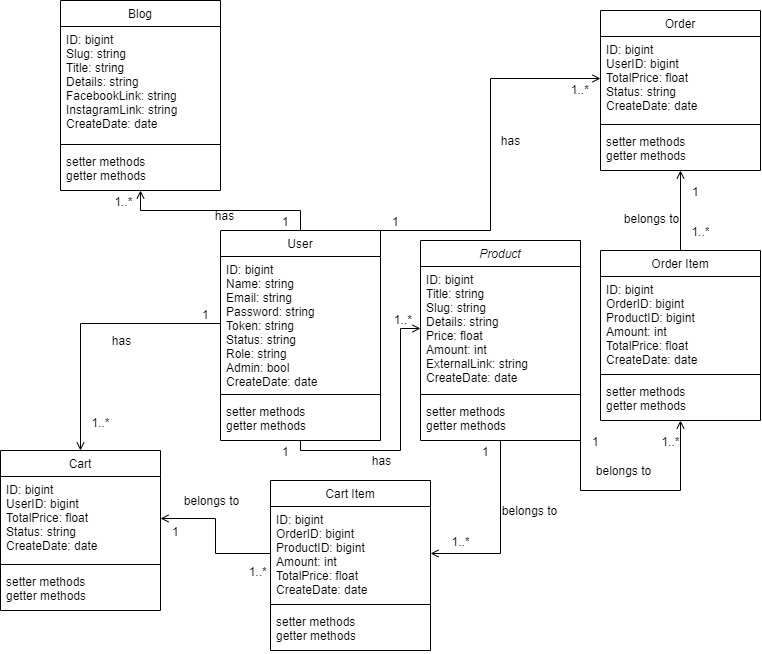 Blog
ID: bigint
Slug: string
Title: string
Details: string
FacebookLink: string
InstagramLink: string
CreateDate: date
setter methods
getter methods
Order
ID: bigint
UserID: bigint
TotalPrice: float
Status: string
CreateDate: date
setter methods
getter methods
1..*
has
1..*
has
1
1
1
belongs to
1..*
User
ID: bigint
Name: string
Email: string
Password: string
Token: string
Status: string
Role: string
Admin: bool
CreateDate: date
setter methods
getter methods
Product
ID: bigint
Title: string
Slug: string
Details: string
Price: float
Amount: int
ExternalLink: string
CreateDate: date
setter methods
getter methods
Order Item
ID: bigint
OrderID: bigint
ProductID: bigint
Amount: int
TotalPrice: float
CreateDate: date
setter methods
getter methods
1
has
1..*
1..*
1
has
1
1
1..*
belongs to
Cart
ID: bigint
UserID: bigint
TotalPrice: float
Status: string
CreateDate: date
setter methods
getter methods
belongs to
1
1..*
Cart Item
ID: bigint
OrderID: bigint
ProductID: bigint
Amount: int
TotalPrice: float
CreateDate: date
setter methods
getter methods
belongs to
1..*